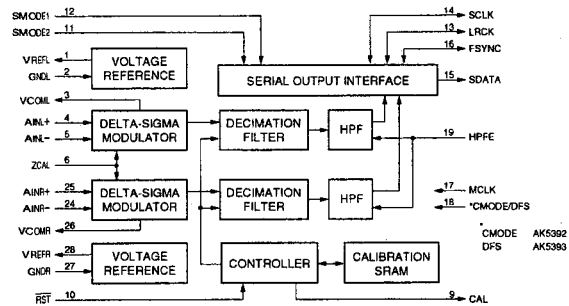 SMODE1 12
SMODE2 11
14 SCLK
13 LRCK
16 FSYNC
VREFL 1
GNDL 2
VOLTAGE
REFERENCE
SERIAL OUTPUT INTERFACE
15 SDATA
VCOML 3
AINL+ 4
AINL- 5
DELTA-SIGMA
MODULATOR
DECIMATION
FILTER
HPF
19 HPFE
ZCAL 6
AINR+ 25
AINR- 24
DELTA-SIGMA
MODULATOR
DECIMATION
FILTER
HPF
17 MCLK
18 *CMODE/DFS
VCOMR 26
*
CMODE AK5392
DFS AK5393
VREFR 28
GNDR 27
VOLTAGE
REFERENCE
CONTROLLER
CALIBRATION
SRAM
RST 10
9 CAL